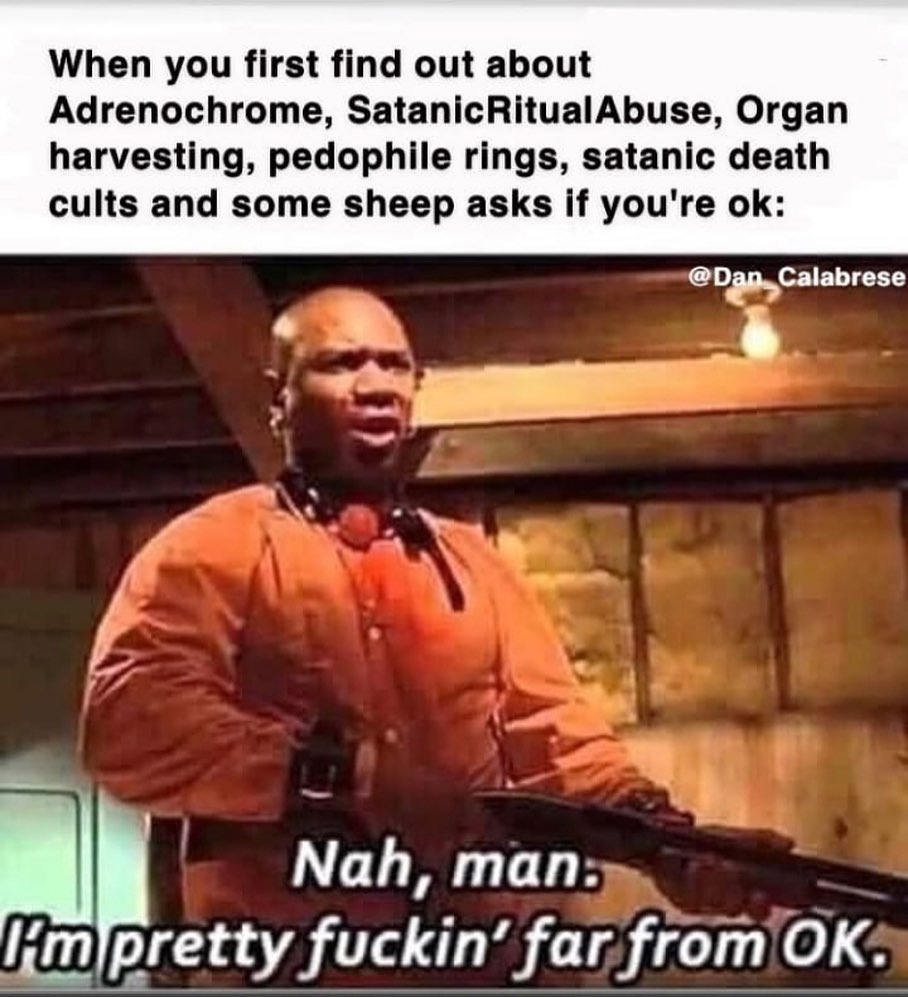 When you first find out about
Adrenochrome, SatanicRitualAbuse, Organ
harvesting, pedophile rings, satanic death
cults and some sheep asks if you're ok:
@Dan_Calabrese
Nah, man.
I'm pretty fuckin' far from OK.